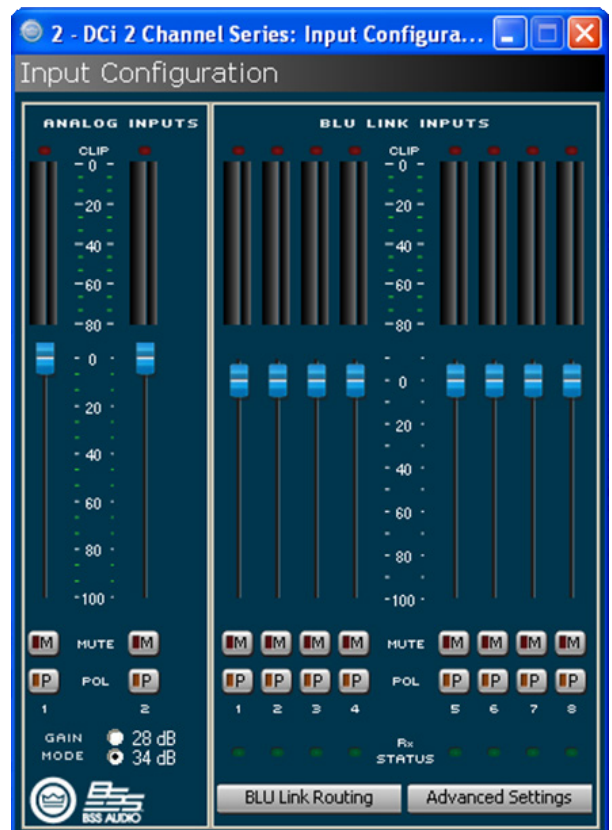 2 - DCi 2 Channel Series: Input Configura...
Input Configuration
ANALOG INPUTS
CLIP
0
-20
-40
-60
-80
0
20
40
60
80
100
M MUTE M
P POL P
1 2
GAIN MODE
28 dB
34 dB
BSS
BSS AUDIO
BLU LINK INPUTS
CLIP
0
-20
-40
-60
-80
0
20
40
60
80
100
M M M M MUTE M M M M
P P P P POL P P P P
1 2 3 4 5 6 7 8
Rx
STATUS
BLU Link Routing
Advanced Settings